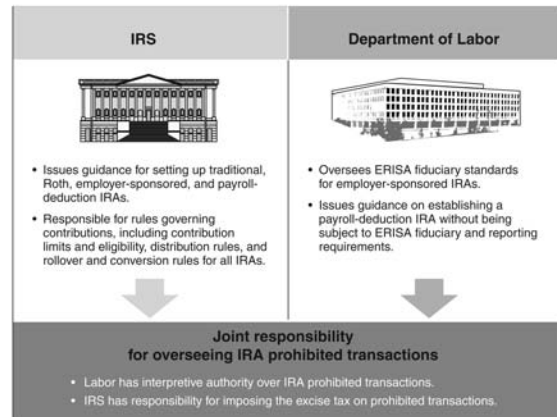 IRS
Department of Labor
• Issues guidance for setting up traditional,
Roth, employer-sponsored, and payroll-
deduction IRAs.
• Responsible for rules governing
contributions, including contribution
limits and eligibility, distribution rules, and
rollover and conversion rules for all IRAs.
• Oversees ERISA fiduciary standards
for employer-sponsored IRAs.
• Issues guidance on establishing a
payroll-deduction IRA without being
subject to ERISA fiduciary and reporting
requirements.
Joint responsibility
for overseeing IRA prohibited transactions
• Labor has interpretive authority over IRA prohibited transactions.
• IRS has responsibility for imposing the excise tax on prohibited transactions.